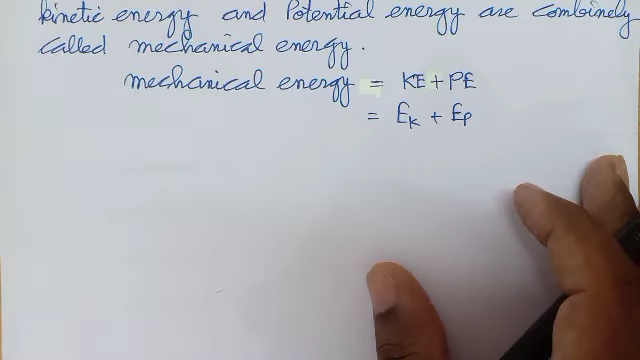 kinetic energy and Potential energy are combinely
called mechanical energy.
mechanical energy = KE + PE
= Ek + Ep